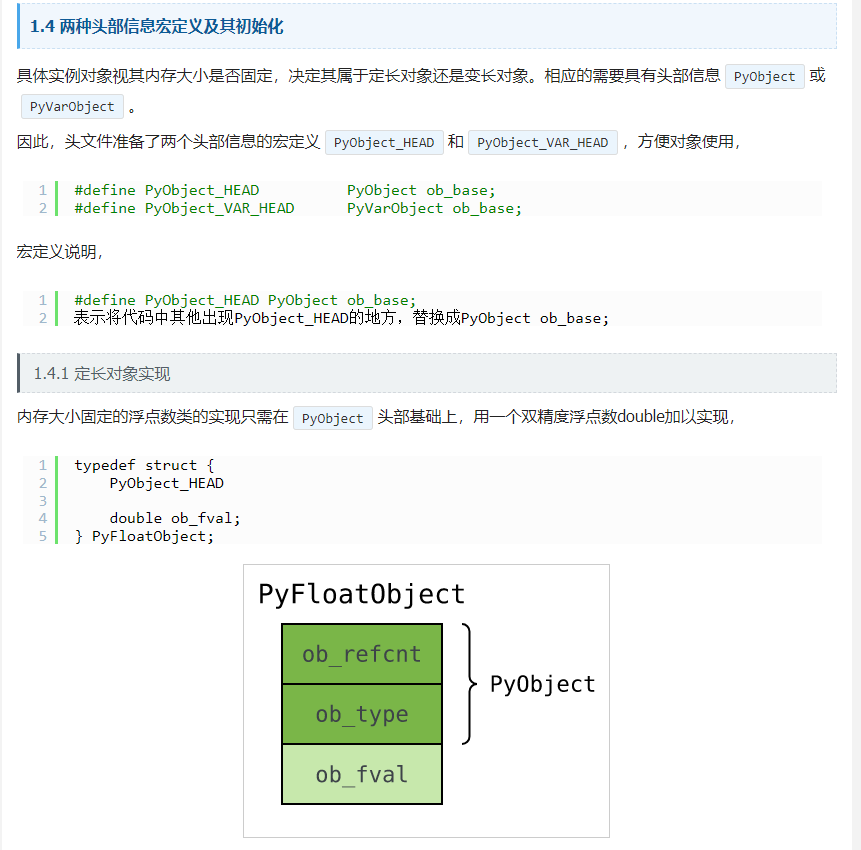 1.4 两种头部信息宏定义及其初始化
具体实例对象视其内存大小是否固定，决定其属于定长对象还是变长对象。相应的需要具有头部信息 PyObject 或
PyVarObject 。
因此，头文件准备了两个头部信息的宏定义 PyObject_HEAD 和 PyObject_VAR_HEAD ，方便对象使用，
1 #define PyObject_HEAD          PyObject ob_base;
2 #define PyObject_VAR_HEAD      PyVarObject ob_base;
宏定义说明，
1 #define PyObject_HEAD PyObject ob_base;
2 表示将代码中其他出现PyObject_HEAD的地方，替换成PyObject ob_base;
1.4.1 定长对象实现
内存大小固定的浮点数类的实现只需在 PyObject 头部基础上，用一个双精度浮点数double加以实现，
1 typedef struct {
2     PyObject_HEAD
3
4     double ob_fval;
5 } PyFloatObject;
PyFloatObject
ob_refcnt
PyObject
ob_type
ob_fval